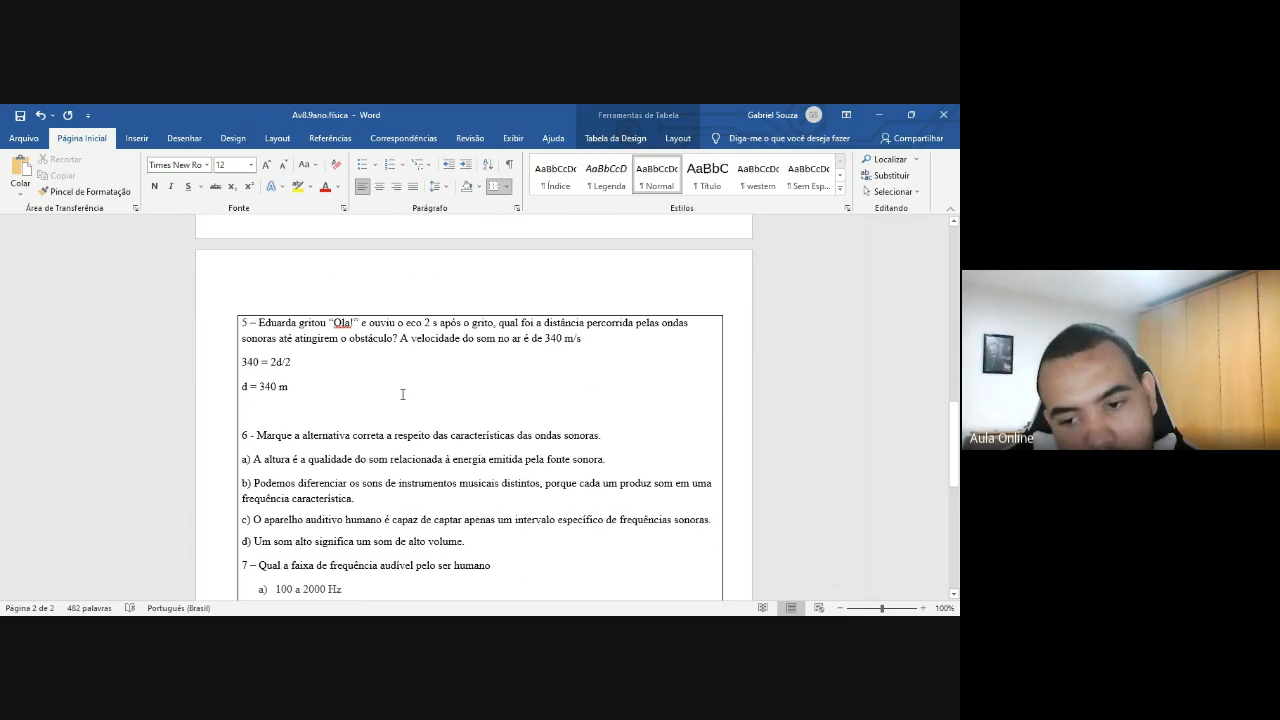 Av8.9ano.física - Word
Ferramentas de Tabela
Gabriel Souza
GS
Arquivo
Página Inicial
Inserir
Desenhar
Design
Layout
Referências
Correspondências
Revisão
Exibir
Ajuda
Tabela da Design
Layout
Diga-me o que você deseja fazer
Compartilhar
Colar
Recortar
Copiar
Pincel de Formatação
Área de Transferência
Times New Ro
12
Aa
N I S abc x₂ x²
Fonte
Parágrafo
AaBbCcDc
¶ Índice
AaBbCcD
¶ Legenda
AaBbCcDc
¶ Normal
AaBbC
¶ Título
AaBbCcDc
¶ western
AaBbCcDc
¶ Sem Esp...
Estilos
Localizar
Substituir
Selecionar
Editando
5 – Eduarda gritou “Ola!” e ouviu o eco 2 s após o grito, qual foi a distância percorrida pelas ondas
sonoras até atingirem o obstáculo? A velocidade do som no ar é de 340 m/s
340 = 2d/2
d = 340 m
6 - Marque a alternativa correta a respeito das características das ondas sonoras.
a) A altura é a qualidade do som relacionada à energia emitida pela fonte sonora.
b) Podemos diferenciar os sons de instrumentos musicais distintos, porque cada um produz som em uma
frequência característica.
c) O aparelho auditivo humano é capaz de captar apenas um intervalo específico de frequências sonoras.
d) Um som alto significa um som de alto volume.
7 – Qual a faixa de frequência audível pelo ser humano
a) 100 a 2000 Hz
Página 2 de 2
482 palavras
Português (Brasil)
100%
Aula Online